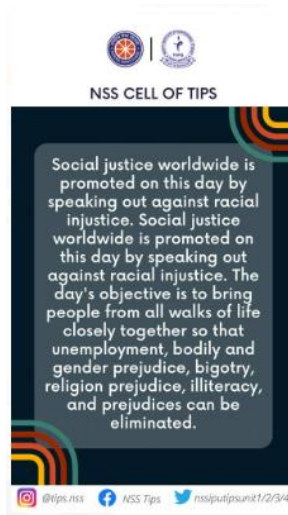 NSS CELL OF TIPS
Social justice worldwide is
promoted on this day by
speaking out against racial
injustice. Social justice
worldwide is promoted on
this day by speaking out
against racial injustice. The
day's objective is to bring
people from all walks of life
closely together so that
unemployment, bodily and
gender prejudice, bigotry,
religion prejudice, illiteracy,
and prejudices can be
eliminated.
@tips.nss NSS Tips nssiputipsunit1/2/3/4